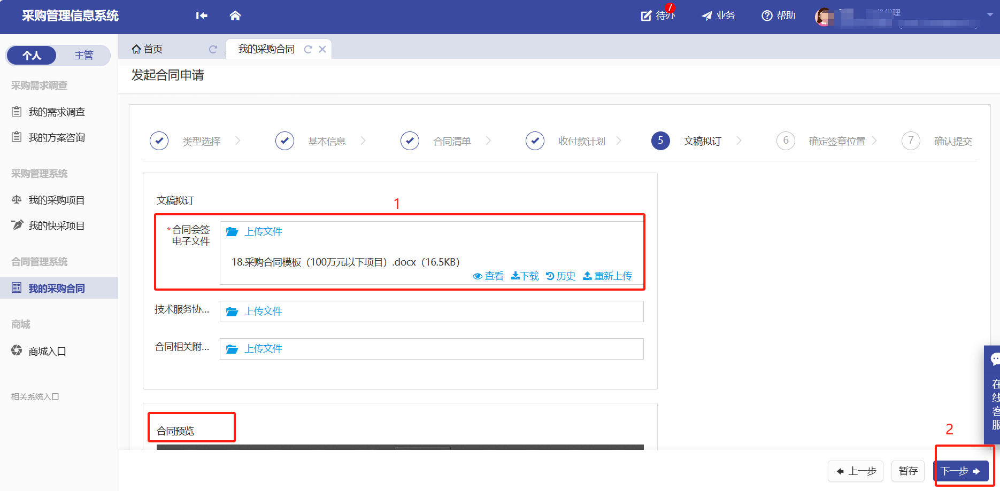 采购管理信息系统
待办
7
业务
帮助
个人
主管
首页
我的采购合同
发起合同申请
采购需求调查
我的需求调查
我的方案咨询
采购管理系统
我的采购项目
我的快采项目
合同管理系统
我的采购合同
商城
商城入口
相关系统入口
类型选择
基本信息
合同清单
收付款计划
5 文稿拟订
6 确定签章位置
7 确认提交
文稿拟订
1
*合同会签
电子文件
上传文件
18.采购合同模板（100万元以下项目）.docx（16.5KB）
查看 下载 历史 重新上传
技术服务协...
上传文件
合同相关附...
上传文件
合同预览
在线客服
2
上一步
暂存
下一步